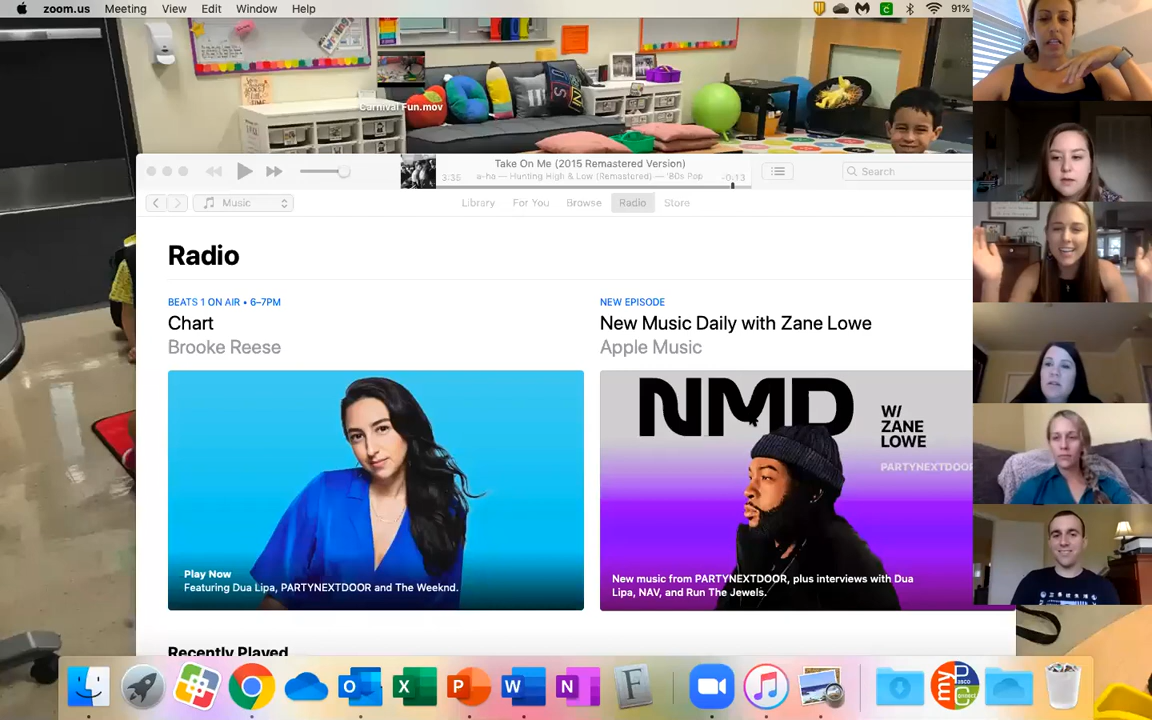 zoom.us Meeting View Edit Window Help
91%
Carnival Fun.mov
Take On Me (2015 Remastered Version)
3:35 a-ha — Hunting High & Low (Remastered) — '80s Pop -0:13
Search
Music
Library For You Browse Radio Store
Radio
BEATS 1 ON AIR • 6–7PM
Chart
Brooke Reese
NEW EPISODE
New Music Daily with Zane Lowe
Apple Music
NMD
W/
ZANE
LOWE
PARTYNEXTDOOR
Play Now
Featuring Dua Lipa, PARTYNEXTDOOR and The Weeknd.
New music from PARTYNEXTDOOR, plus interviews with Dua
Lipa, NAV, and Run The Jewels.
Recently Played